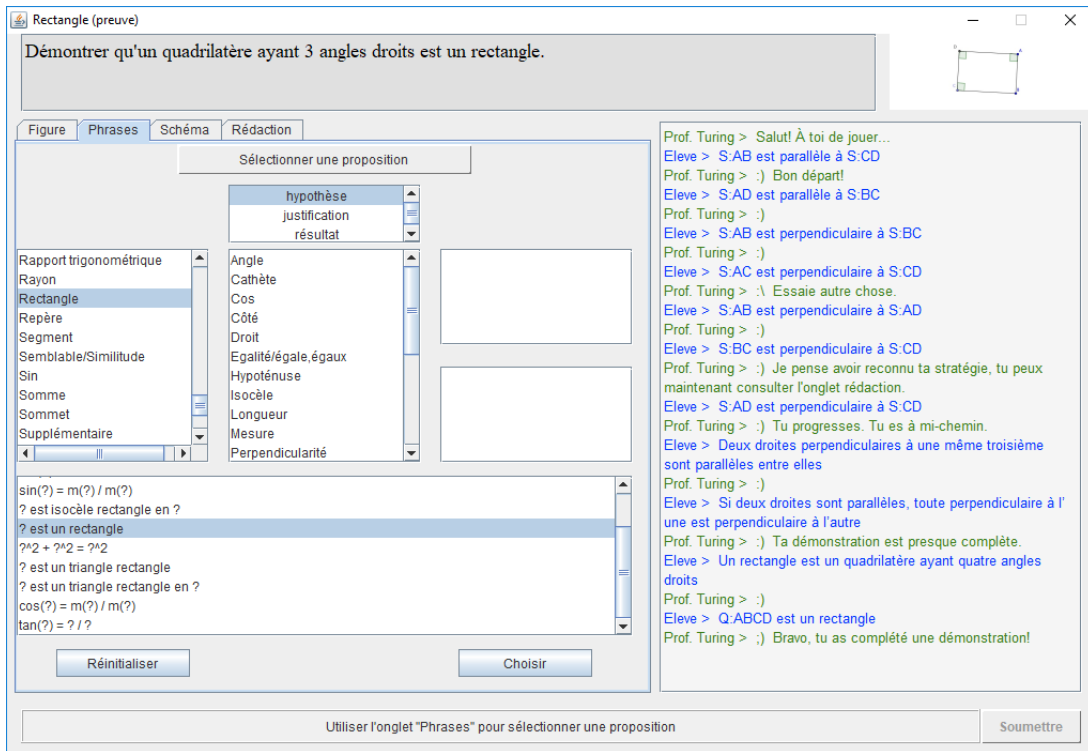 Rectangle (preuve)
Démontrer qu'un quadrilatère ayant 3 angles droits est un rectangle.
Figure
Phrases
Schéma
Rédaction
Sélectionner une proposition
hypothèse
justification
résultat
Rapport trigonométrique
Rayon
Rectangle
Repère
Segment
Semblable/Similitude
Sin
Somme
Sommet
Supplémentaire
Angle
Cathète
Cos
Côté
Droit
Egalité/égale,égaux
Hypoténuse
Isocèle
Longueur
Mesure
Perpendicularité
sin(?) = m(?) / m(?)
? est isocèle rectangle en ?
? est un rectangle
?^2 + ?^2 = ?^2
? est un triangle rectangle
? est un triangle rectangle en ?
cos(?) = m(?) / m(?)
tan(?) = ? / ?
Réinitialiser
Choisir
Prof. Turing > Salut! À toi de jouer...
Eleve > S:AB est parallèle à S:CD
Prof. Turing > :) Bon départ!
Eleve > S:AD est parallèle à S:BC
Prof. Turing > :)
Eleve > S:AB est perpendiculaire à S:BC
Prof. Turing > :)
Eleve > S:AC est perpendiculaire à S:CD
Prof. Turing > :\ Essaie autre chose.
Eleve > S:AB est perpendiculaire à S:AD
Prof. Turing > :)
Eleve > S:BC est perpendiculaire à S:CD
Prof. Turing > :) Je pense avoir reconnu ta stratégie, tu peux
maintenant consulter l'onglet rédaction.
Eleve > S:AD est perpendiculaire à S:CD
Prof. Turing > :) Tu progresses. Tu es à mi-chemin.
Eleve > Deux droites perpendiculaires à une même troisième
sont parallèles entre elles
Prof. Turing > :)
Eleve > Si deux droites sont parallèles, toute perpendiculaire à l'
une est perpendiculaire à l'autre
Prof. Turing > :) Ta démonstration est presque complète.
Eleve > Un rectangle est un quadrilatère ayant quatre angles
droits
Prof. Turing > :)
Eleve > Q:ABCD est un rectangle
Prof. Turing > ;) Bravo, tu as complété une démonstration!
Utiliser l'onglet "Phrases" pour sélectionner une proposition
Soumettre